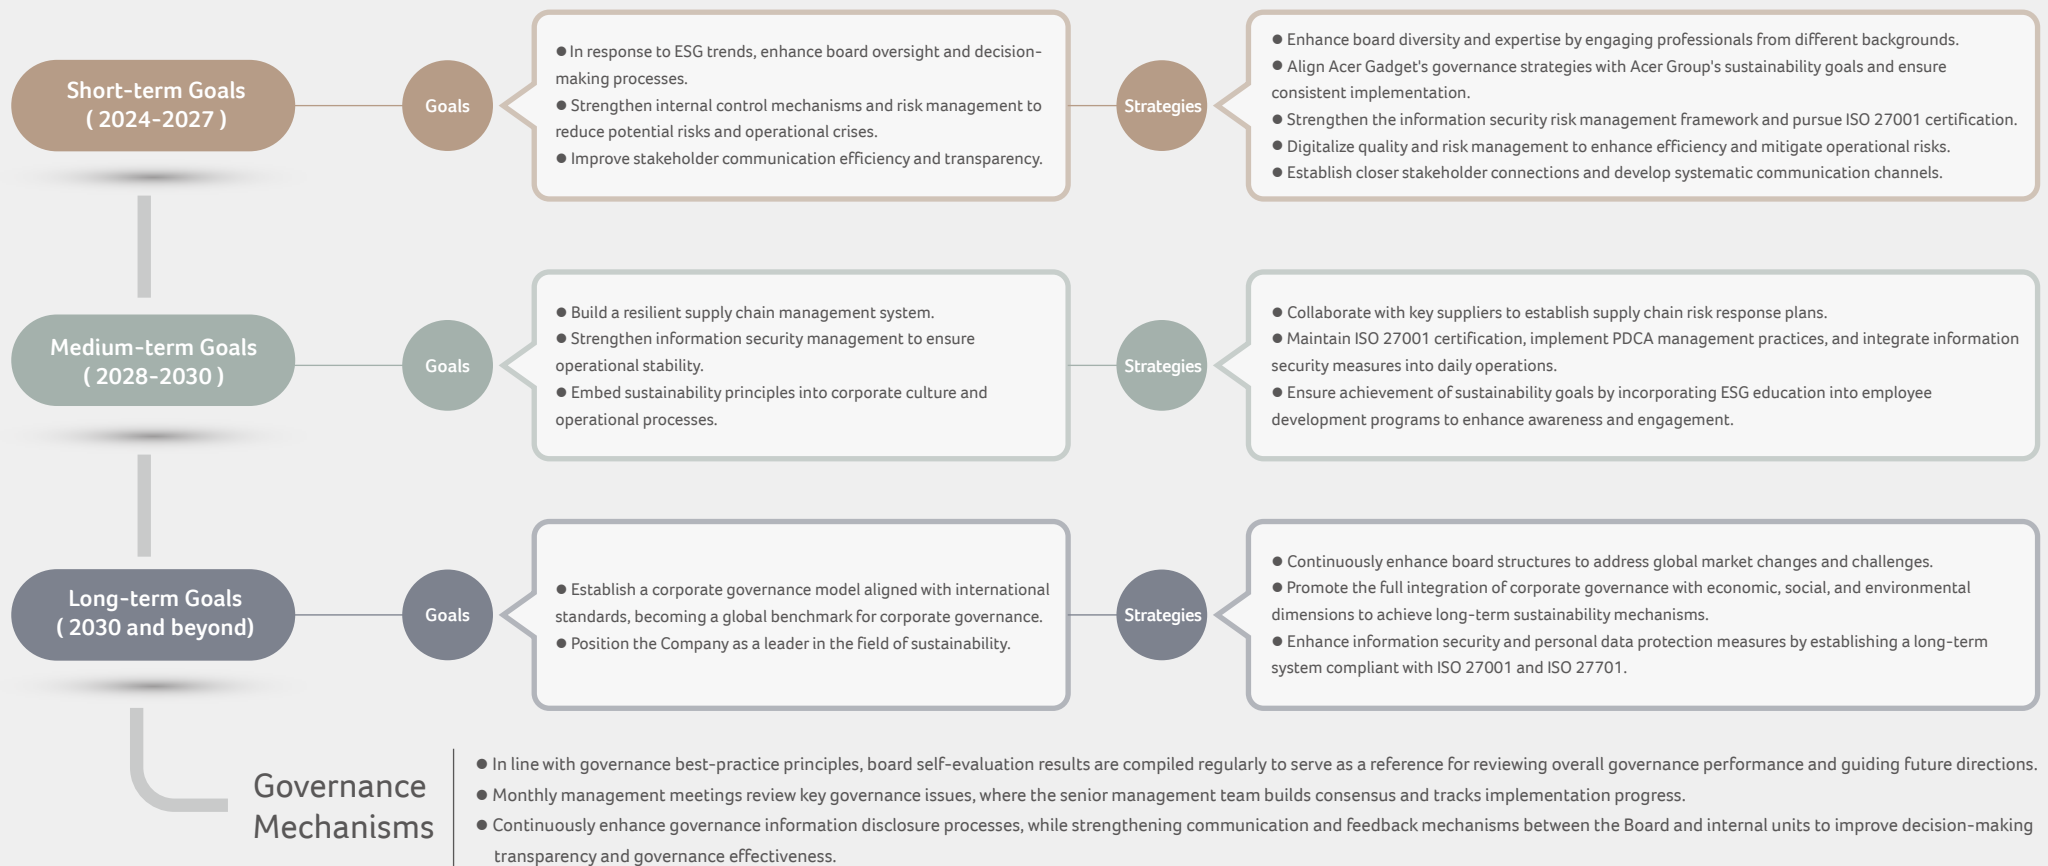 Short-term Goals
( 2024-2027 )
Goals
● In response to ESG trends, enhance board oversight and decision-
making processes.
● Strengthen internal control mechanisms and risk management to
reduce potential risks and operational crises.
● Improve stakeholder communication efficiency and transparency.
Strategies
● Enhance board diversity and expertise by engaging professionals from different backgrounds.
● Align Acer Gadget's governance strategies with Acer Group's sustainability goals and ensure
consistent implementation.
● Strengthen the information security risk management framework and pursue ISO 27001 certification.
● Digitalize quality and risk management to enhance efficiency and mitigate operational risks.
● Establish closer stakeholder connections and develop systematic communication channels.
Medium-term Goals
( 2028-2030 )
Goals
● Build a resilient supply chain management system.
● Strengthen information security management to ensure
operational stability.
● Embed sustainability principles into corporate culture and
operational processes.
Strategies
● Collaborate with key suppliers to establish supply chain risk response plans.
● Maintain ISO 27001 certification, implement PDCA management practices, and integrate information
security measures into daily operations.
● Ensure achievement of sustainability goals by incorporating ESG education into employee
development programs to enhance awareness and engagement.
Long-term Goals
( 2030 and beyond)
Goals
● Establish a corporate governance model aligned with international
standards, becoming a global benchmark for corporate governance.
● Position the Company as a leader in the field of sustainability.
Strategies
● Continuously enhance board structures to address global market changes and challenges.
● Promote the full integration of corporate governance with economic, social, and environmental
dimensions to achieve long-term sustainability mechanisms.
● Enhance information security and personal data protection measures by establishing a long-term
system compliant with ISO 27001 and ISO 27701.
Governance
Mechanisms
● In line with governance best-practice principles, board self-evaluation results are compiled regularly to serve as a reference for reviewing overall governance performance and guiding future directions.
● Monthly management meetings review key governance issues, where the senior management team builds consensus and tracks implementation progress.
● Continuously enhance governance information disclosure processes, while strengthening communication and feedback mechanisms between the Board and internal units to improve decision-making
transparency and governance effectiveness.